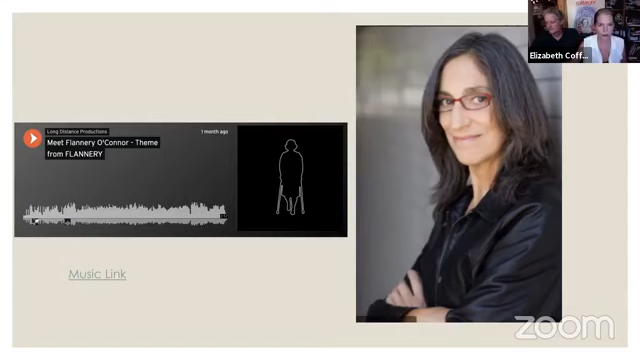 Elizabeth Coff...
Long Distance Productions
1 month ago
Meet Flannery O'Connor - Theme
from FLANNERY
Music Link
zoom